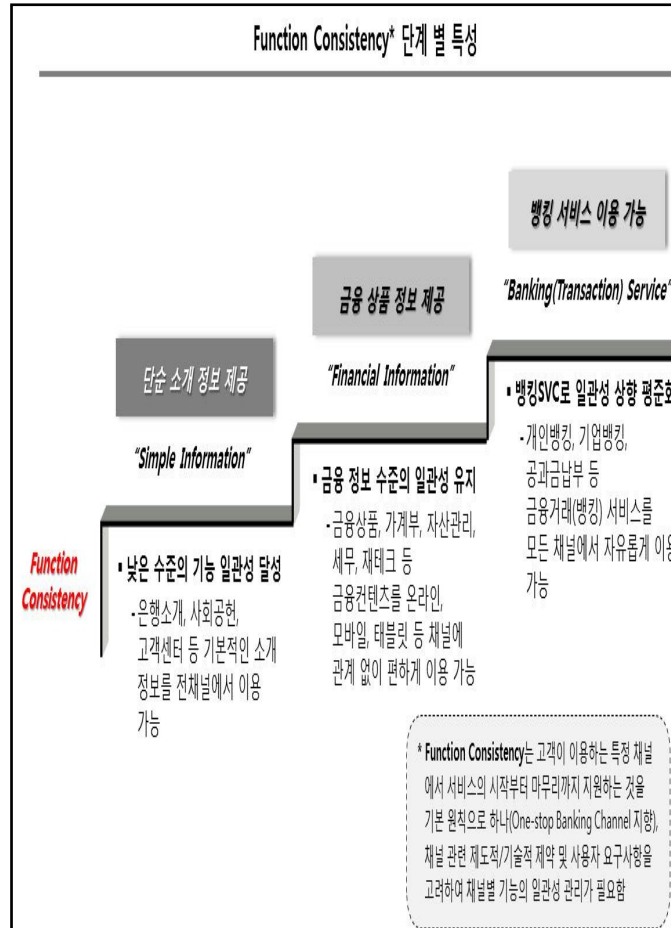 Function Consistency* 단계 별 특성
뱅킹 서비스 이용 가능
"Banking(Transaction) Service"
금융 상품 정보 제공
"Financial Information"
단순 소개 정보 제공
"Simple Information"
Function
Consistency
▪ 낮은 수준의 기능 일관성 달성
-은행소개, 사회공헌,
고객센터 등 기본적인 소개
정보를 전채널에서 이용
가능
▪ 금융 정보 수준의 일관성 유지
-금융상품, 가계부, 자산관리,
세무, 재테크 등
금융컨텐츠를 온라인,
모바일, 태블릿 등 채널에
관계 없이 편하게 이용 가능
▪ 뱅킹SVC로 일관성 상향 평준화
-개인뱅킹, 기업뱅킹,
공과금납부 등
금융거래(뱅킹) 서비스를
모든 채널에서 자유롭게 이용
가능
* Function Consistency는 고객이 이용하는 특정 채널
에서 서비스의 시작부터 마무리까지 지원하는 것을
기본 원칙으로 하나(One-stop Banking Channel 지향),
채널 관련 제도적/기술적 제약 및 사용자 요구사항을
고려하여 채널별 기능의 일관성 관리가 필요함